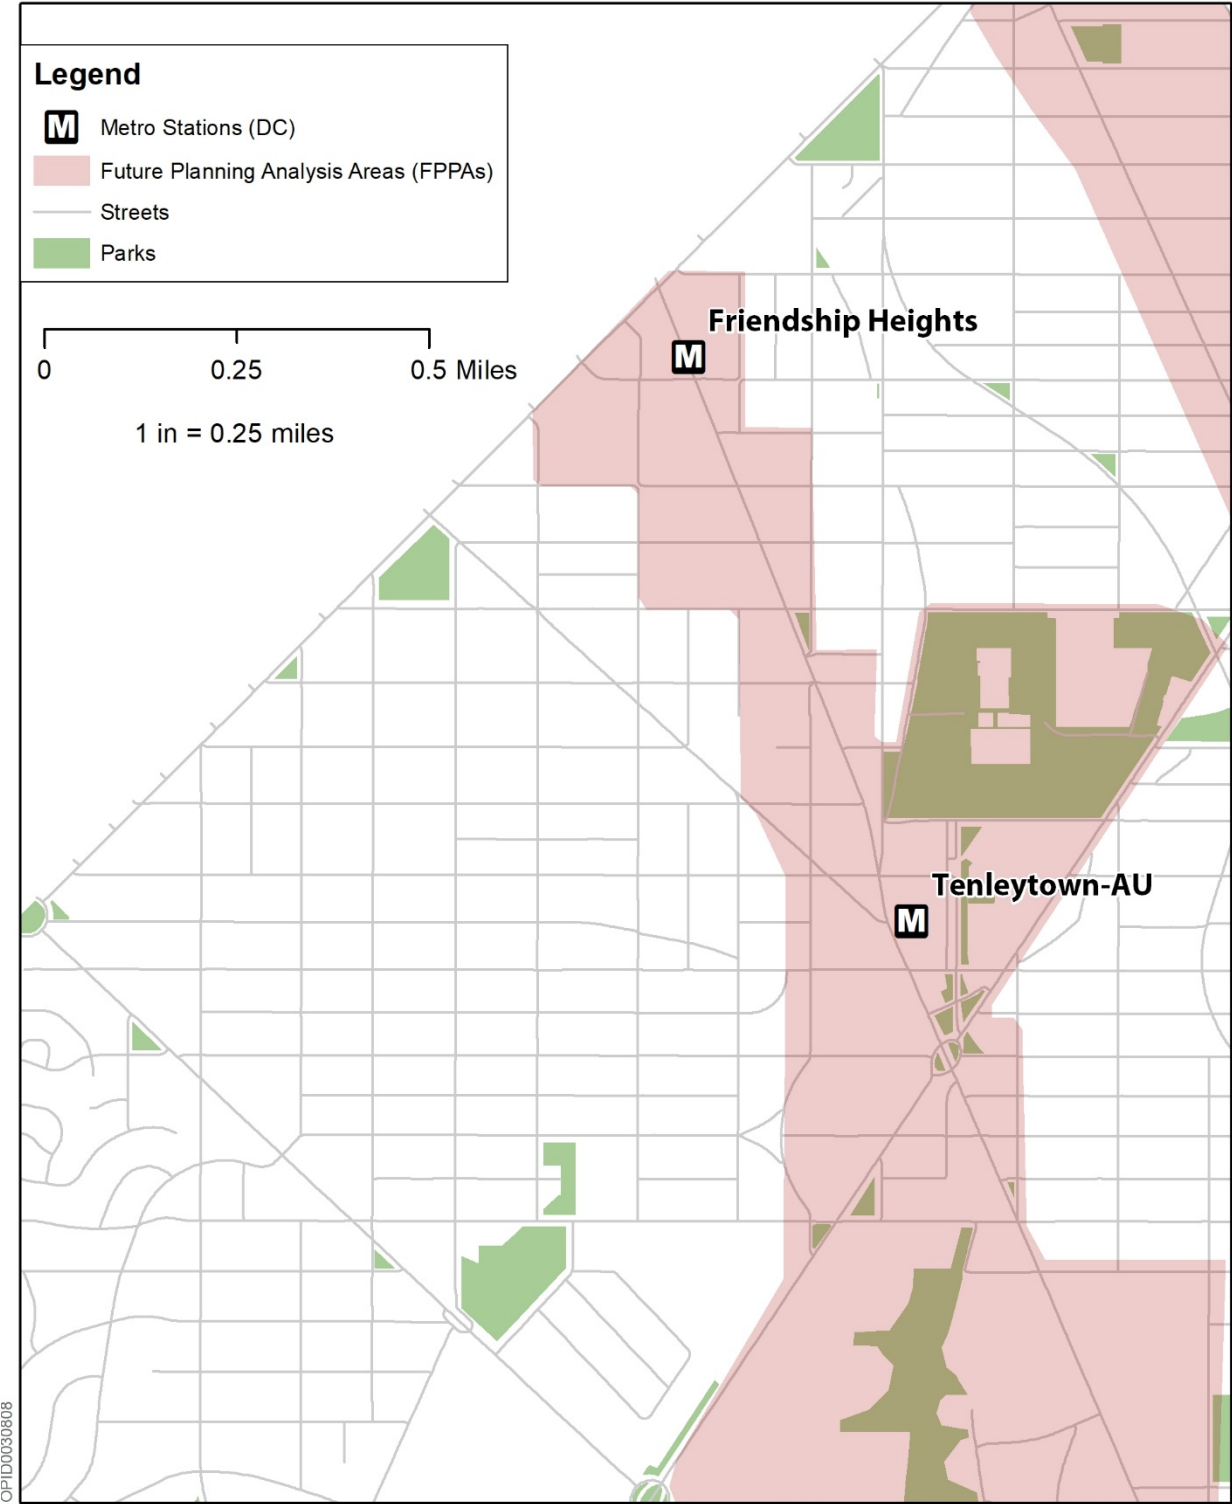 Legend
M Metro Stations (DC)
Future Planning Analysis Areas (FPPAs)
Streets
Parks
0 0.25 0.5 Miles
1 in = 0.25 miles
Friendship Heights
M
Tenleytown-AU
M
OPID0030808